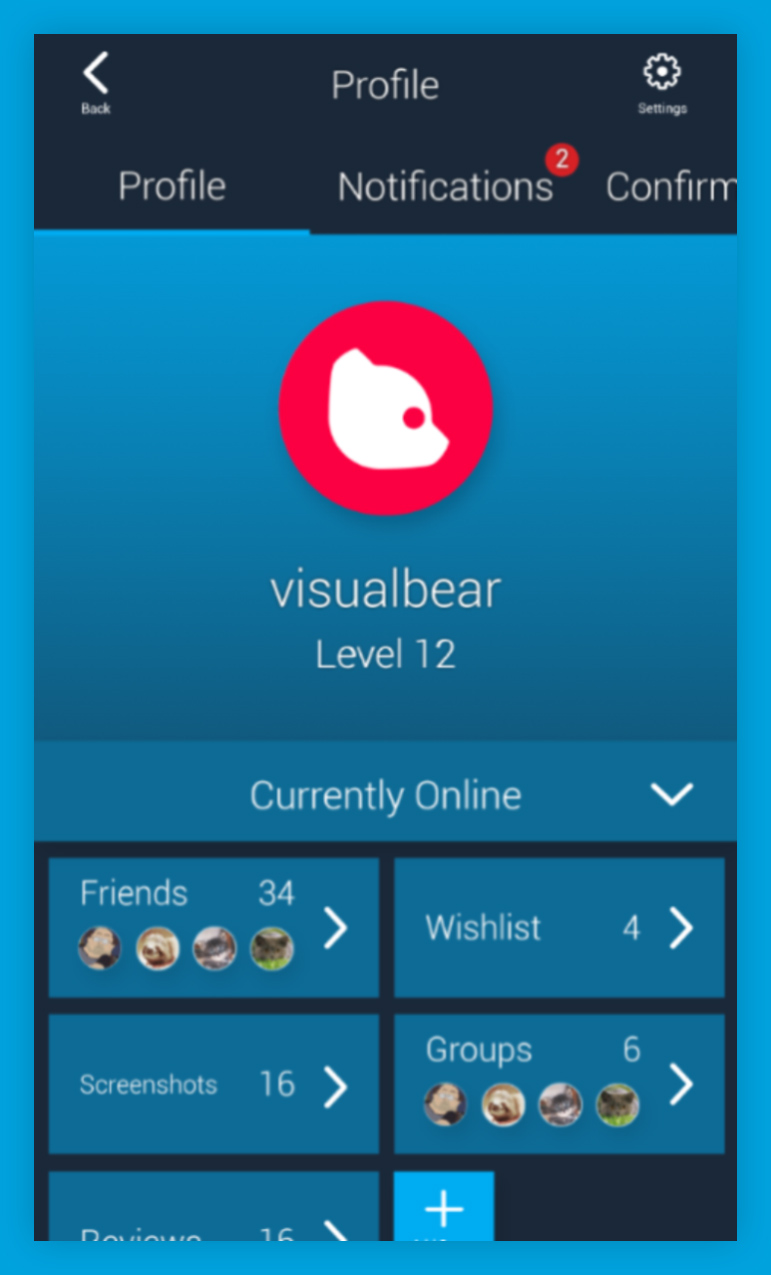 Profile
Back
Settings
Profile
Notifications
2
Confirm
visualbear
Level 12
Currently Online
Friends 34
Wishlist 4
Screenshots 16
Groups 6
Reviews 16